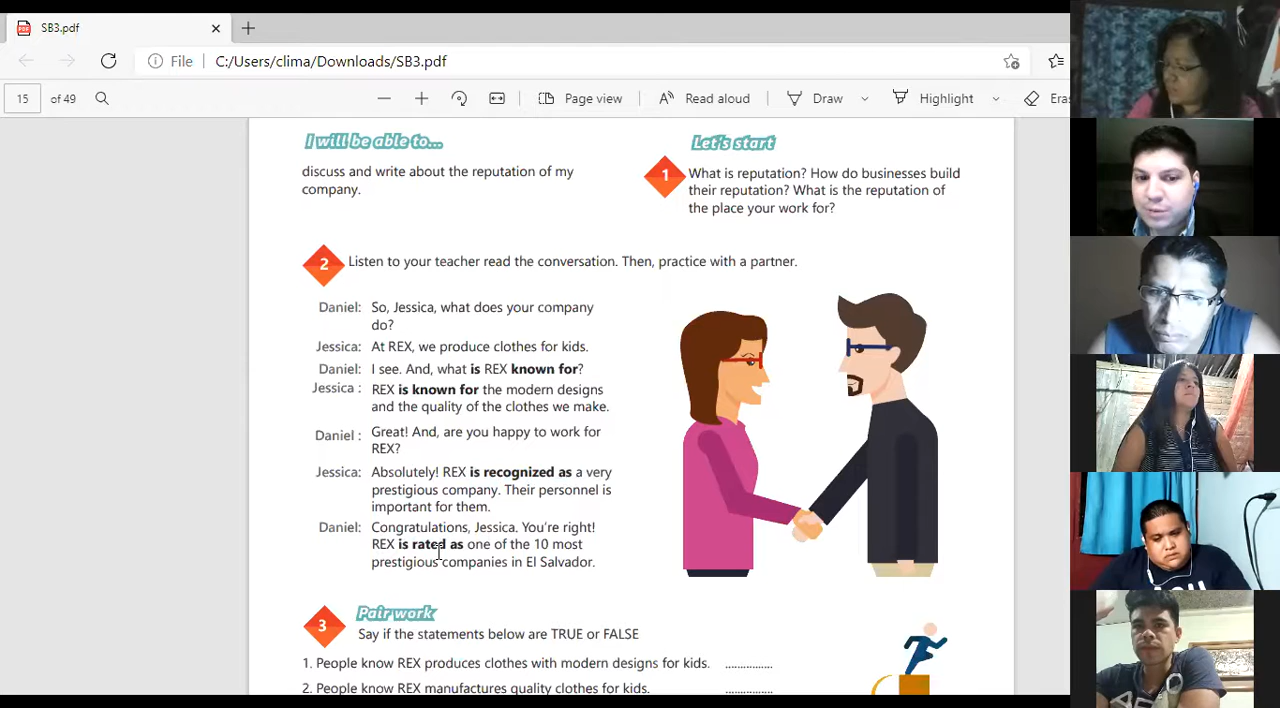 SB3.pdf
File
C:/Users/clima/Downloads/SB3.pdf
15 of 49
Page view
Read aloud
Draw
Highlight
Eras
I will be able to...
discuss and write about the reputation of my
company.
Let's start
1
What is reputation? How do businesses build
their reputation? What is the reputation of
the place your work for?
2
Listen to your teacher read the conversation. Then, practice with a partner.
Daniel: So, Jessica, what does your company
do?
Jessica: At REX, we produce clothes for kids.
Daniel: I see. And, what is REX known for?
Jessica : REX is known for the modern designs
and the quality of the clothes we make.
Daniel : Great! And, are you happy to work for
REX?
Jessica: Absolutely! REX is recognized as a very
prestigious company. Their personnel is
important for them.
Daniel: Congratulations, Jessica. You're right!
REX is rated as one of the 10 most
prestigious companies in El Salvador.
3
Pair work
Say if the statements below are TRUE or FALSE
1. People know REX produces clothes with modern designs for kids. ...............
2. People know REX manufactures quality clothes for kids. ...............